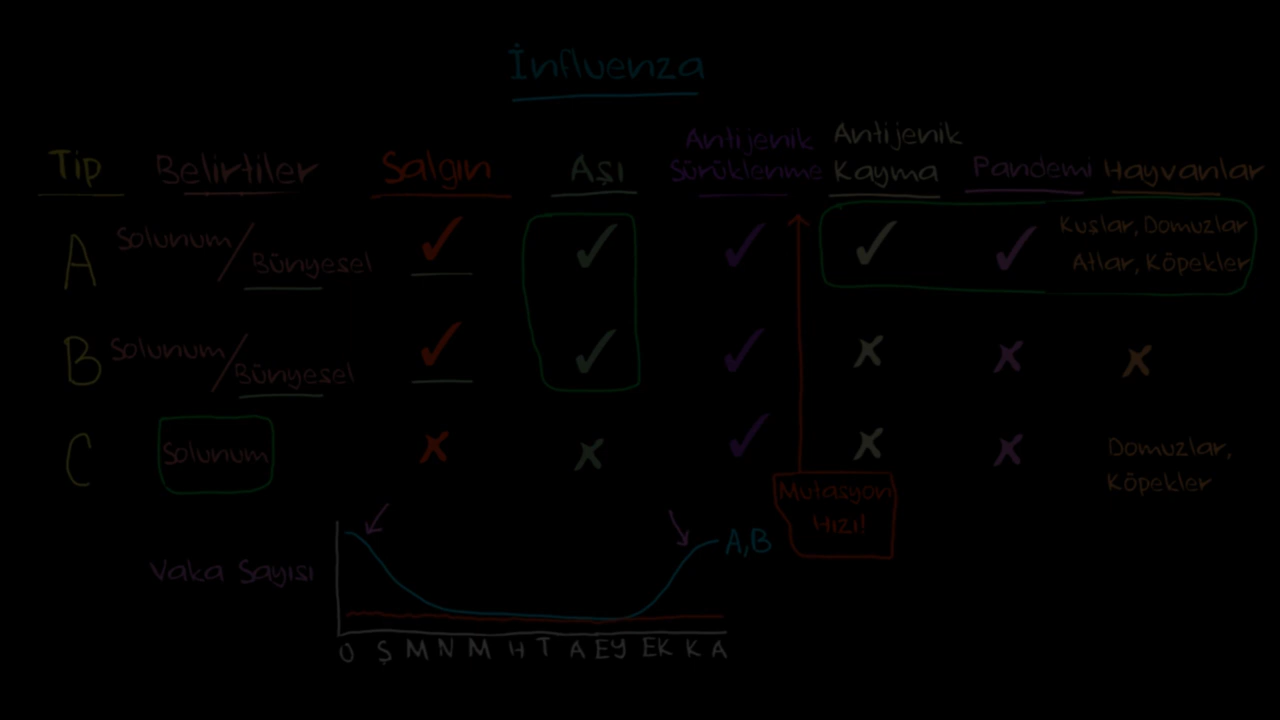 İnfluenza
Tip Belirtiler Salgın Aşı Antijenik Sürüklenme Antijenik Kayma Pandemi Hayvanlar
A Solunum/Bünyesel ✓ ✓ ✓ ✓ ✓ Kuşlar, Domuzlar
Atlar, Köpekler
B Solunum/Bünyesel ✓ ✓ ✓ x x x
C Solunum x x ✓ x x Domuzlar,
Köpekler
Mutasyon
Hızı!
A,B
Vaka Sayısı
O Ş M N M H T A EY EK K A